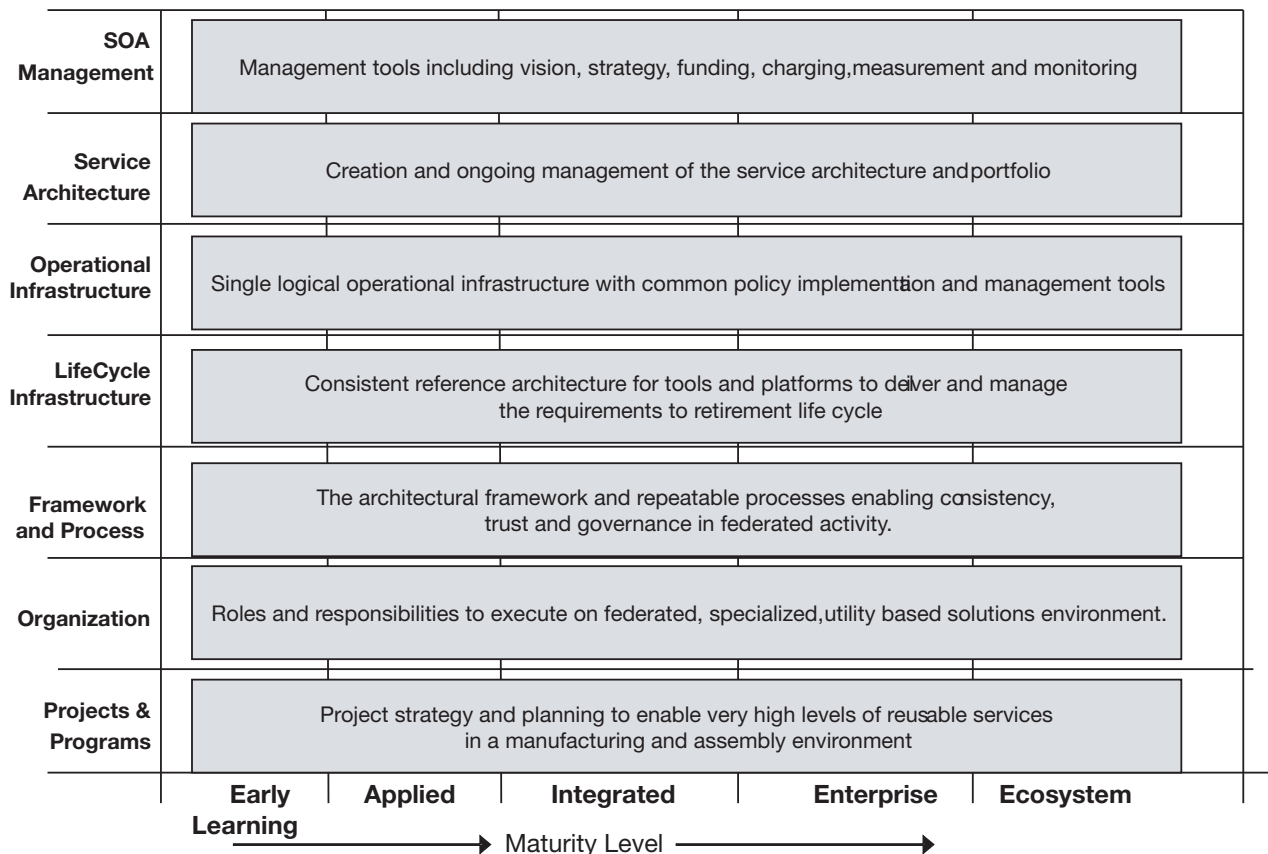 SOA
Management
Management tools including vision, strategy, funding, charging,measurement and monitoring
Service
Architecture
Creation and ongoing management of the service architecture andportfolio
Operational
Infrastructure
Single logical operational infrastructure with common policy implementation and management tools
LifeCycle
Infrastructure
Consistent reference architecture for tools and platforms to deliver and manage
the requirements to retirement life cycle
Framework
and Process
The architectural framework and repeatable processes enabling consistency,
trust and governance in federated activity.
Organization
Roles and responsibilities to execute on federated, specialized,utility based solutions environment.
Projects &
Programs
Project strategy and planning to enable very high levels of reusable services
in a manufacturing and assembly environment
Early
Learning
Applied
Integrated
Enterprise
Ecosystem
Maturity Level